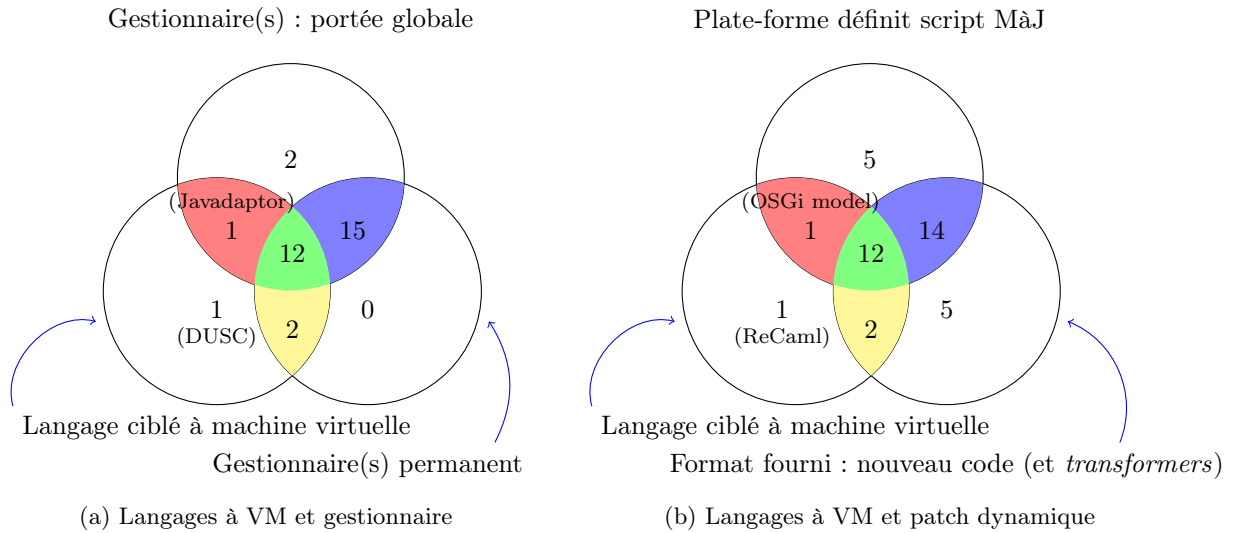 Gestionnaire(s) : portée globale
2
(Javadaptor)
1
15
12
1
(DUSC)
2
0
Langage ciblé à machine virtuelle
Gestionnaire(s) permanent
(a) Langages à VM et gestionnaire
Plate-forme définit script MàJ
5
(OSGi model)
1
14
12
1
(ReCaml)
2
5
Langage ciblé à machine virtuelle
Format fourni : nouveau code (et transformers)
(b) Langages à VM et patch dynamique